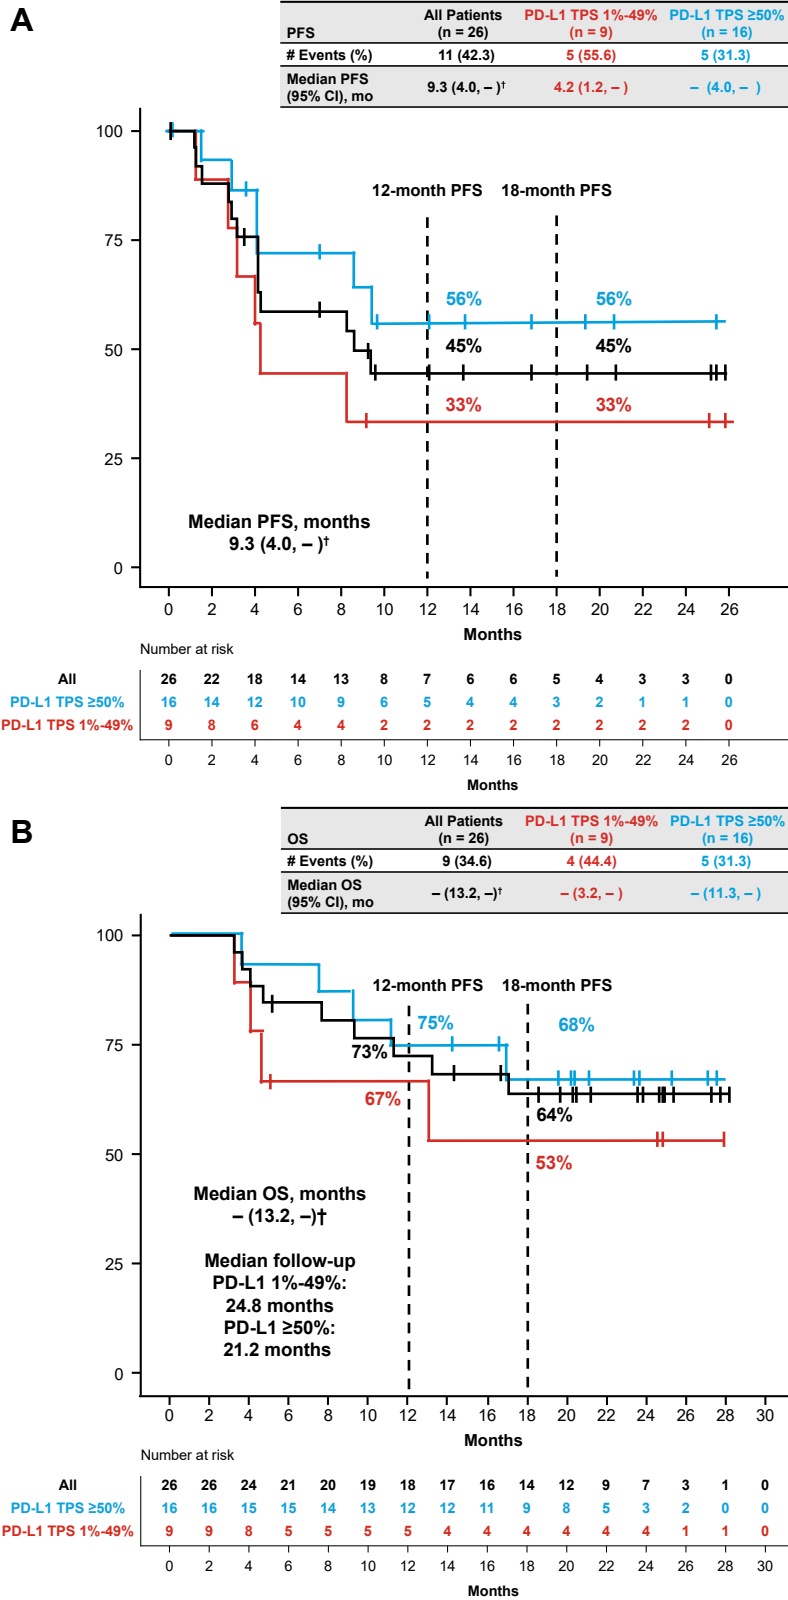 A
All Patients PD-L1 TPS 1%-49% PD-L1 TPS ≥50%
PFS (n = 26) (n = 9) (n = 16)
# Events (%) 11 (42.3) 5 (55.6) 5 (31.3)
Median PFS
(95% CI), mo 9.3 (4.0, – )† 4.2 (1.2, – ) – (4.0, – )
100
75
50
25
0
12-month PFS 18-month PFS
56% 56%
45% 45%
33% 33%
Median PFS, months
9.3 (4.0, – )†
0 2 4 6 8 10 12 14 16 18 20 22 24 26
Months
Number at risk
All 26 22 18 14 13 8 7 6 6 5 4 3 3 0
PD-L1 TPS ≥50% 16 14 12 10 9 6 5 4 4 3 2 1 1 0
PD-L1 TPS 1%-49% 9 8 6 4 4 2 2 2 2 2 2 2 2 0
0 2 4 6 8 10 12 14 16 18 20 22 24 26
Months
B
All Patients PD-L1 TPS 1%-49% PD-L1 TPS ≥50%
OS (n = 26) (n = 9) (n = 16)
# Events (%) 9 (34.6) 4 (44.4) 5 (31.3)
Median OS
(95% CI), mo – (13.2, –)† – (3.2, – ) – (11.3, – )
100
75
50
25
0
12-month PFS 18-month PFS
75% 68%
73%
67% 64%
53%
Median OS, months
– (13.2, –)†
Median follow-up
PD-L1 1%-49%:
24.8 months
PD-L1 ≥50%:
21.2 months
0 2 4 6 8 10 12 14 16 18 20 22 24 26 28 30
Months
Number at risk
All 26 26 24 21 20 19 18 17 16 14 12 9 7 3 1 0
PD-L1 TPS ≥50% 16 16 15 15 14 13 12 12 11 9 8 5 3 2 0 0
PD-L1 TPS 1%-49% 9 9 8 5 5 5 5 4 4 4 4 4 4 1 1 0
0 2 4 6 8 10 12 14 16 18 20 22 24 26 28 30
Months